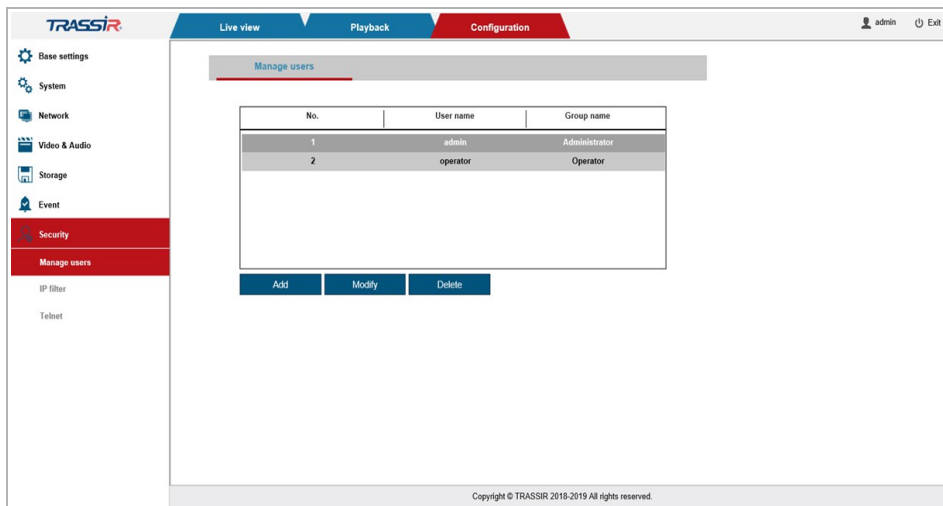 TRASSIR
Live view
Playback
Configuration
admin
Exit
Base settings
System
Network
Video & Audio
Storage
Event
Security
Manage users
IP filter
Telnet
Manage users
No. User name Group name
1 admin Administrator
2 operator Operator
Add
Modify
Delete
Copyright © TRASSIR 2018-2019 All rights reserved.